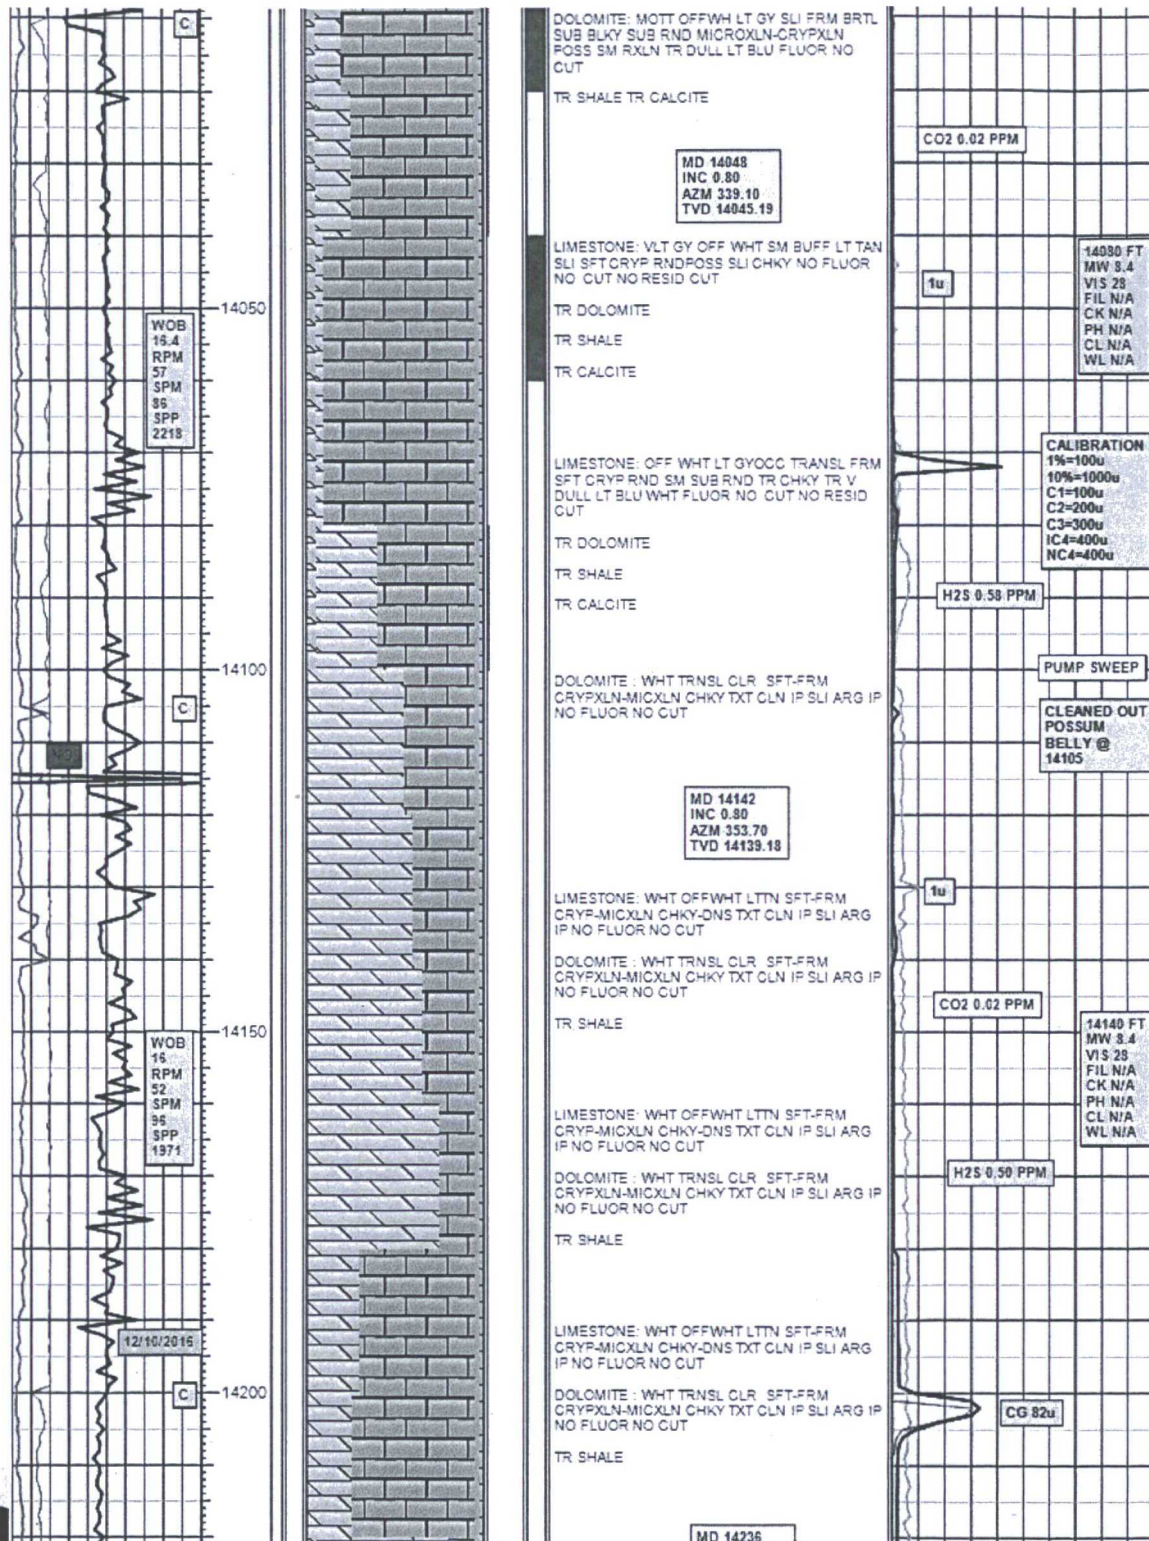 C
DOLOMITE: MOTT OFFWH LT GY SLI FRM BRTL
SUB BLKY SUB RND MICROXLN-CRYPXLN
POSS SM RXLN TR DULL LT BLU FLUOR NO
CUT
TR SHALE TR CALCITE
CO2 0.02 PPM
MD 14048
INC 0.80
AZM 339.10
TVD 14045.19
LIMESTONE: VLT GY OFF WHT SM BUFF LT TAN
SLI SFT CRYP RNDPOSS SLI CHKY NO FLUOR
NO CUT NO RESID CUT
TR DOLOMITE
TR SHALE
TR CALCITE
1u
14080 FT
MW 8.4
VIS 28
FIL N/A
CK N/A
PH N/A
CL N/A
WL N/A
14050
WOB
16.4
RPM
57
SPM
86
SPP
2218
LIMESTONE: OFF WHT LT GYOCC TRANSL FRM
SFT CRYP RND SM SUB RND TR CHKY TR V
DULL LT BLU WHT FLUOR NO CUT NO RESID
CUT
TR DOLOMITE
TR SHALE
TR CALCITE
CALIBRATION
1%=100u
10%=1000u
C1=100u
C2=200u
C3=300u
IC4=400u
NC4=400u
H2S 0.58 PPM
14100
PUMP SWEEP
DOLOMITE : WHT TRNSL CLR SFT-FRM
CRYPXLN-MICXLN CHKY TXT CLN IP SLI ARG IP
NO FLUOR NO CUT
C
CLEANED OUT
POSSUM
BELLY @
14105
MD 14142
INC 0.80
AZM 353.70
TVD 14139.18
LIMESTONE: WHT OFFWHT LTTN SFT-FRM
CRYP-MICXLN CHKY-DNS TXT CLN IP SLI ARG
IP NO FLUOR NO CUT
1u
DOLOMITE : WHT TRNSL CLR SFT-FRM
CRYPXLN-MICXLN CHKY TXT CLN IP SLI ARG IP
NO FLUOR NO CUT
TR SHALE
CO2 0.02 PPM
14140 FT
MW 8.4
VIS 28
FIL N/A
CK N/A
PH N/A
CL N/A
WL N/A
14150
WOB
16
RPM
52
SPM
96
SPP
1971
LIMESTONE: WHT OFFWHT LTTN SFT-FRM
CRYP-MICXLN CHKY-DNS TXT CLN IP SLI ARG
IP NO FLUOR NO CUT
DOLOMITE : WHT TRNSL CLR SFT-FRM
CRYPXLN-MICXLN CHKY TXT CLN IP SLI ARG IP
NO FLUOR NO CUT
TR SHALE
H2S 0.50 PPM
12/10/2016
LIMESTONE: WHT OFFWHT LTTN SFT-FRM
CRYP-MICXLN CHKY-DNS TXT CLN IP SLI ARG
IP NO FLUOR NO CUT
14200
C
DOLOMITE : WHT TRNSL CLR SFT-FRM
CRYPXLN-MICXLN CHKY TXT CLN IP SLI ARG IP
NO FLUOR NO CUT
TR SHALE
CG 82u
MD 14236